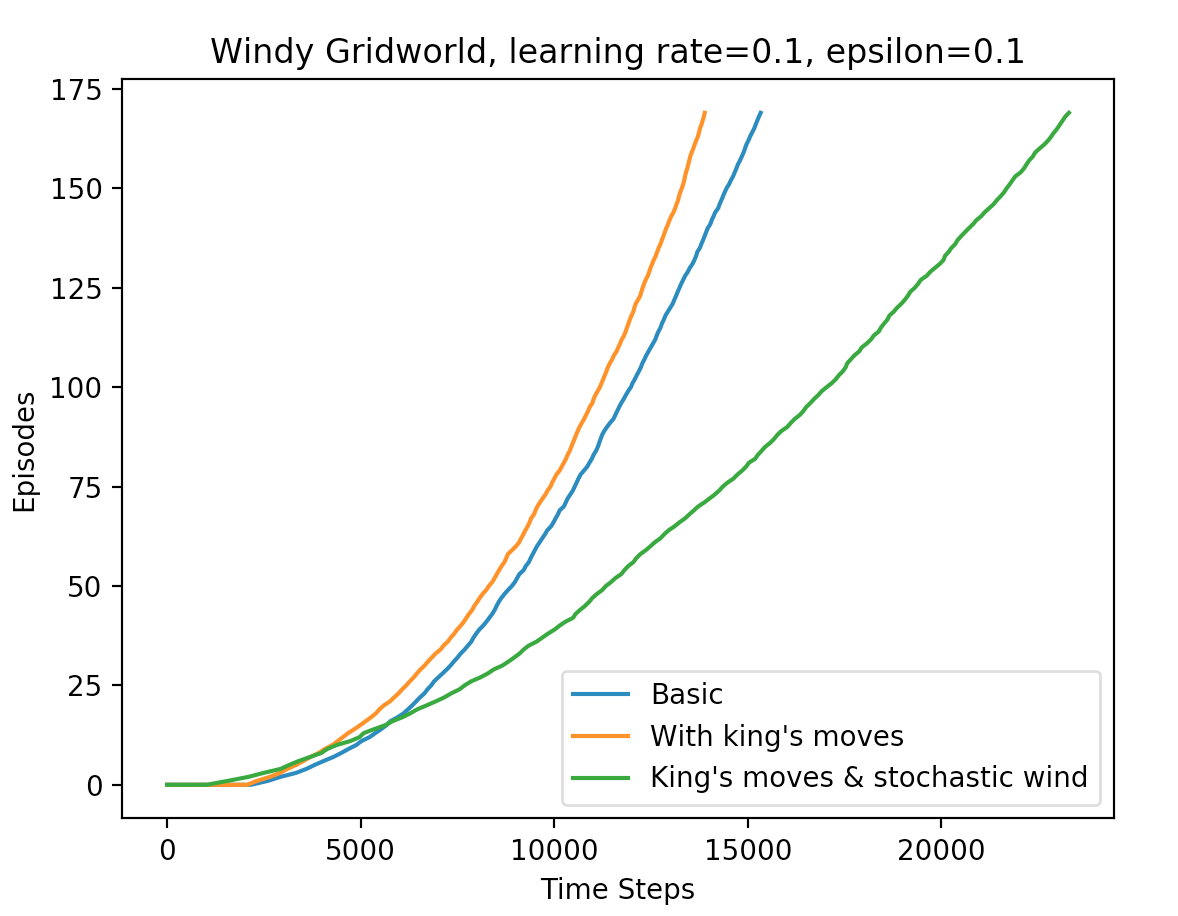 Windy Gridworld, learning rate=0.1, epsilon=0.1
175
150
125
100
75
50
25
0
Episodes
Basic
With king's moves
King's moves & stochastic wind
0 5000 10000 15000 20000
Time Steps